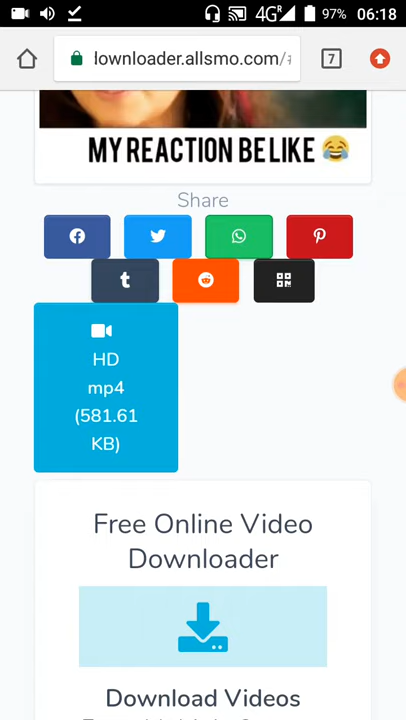 4G 97% 06:18
lownloader.allsmo.com/
7
MY REACTION BE LIKE 😂
Share
t
HD
mp4
(581.61
KB)
Free Online Video
Downloader
Download Videos